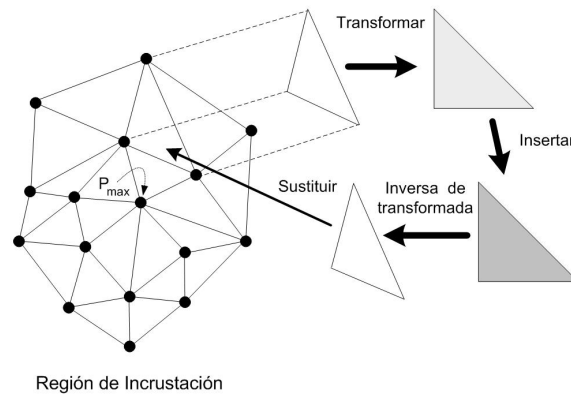 Transformar
Insertar
P max
Sustituir
Inversa de
transformada
Región de Incrustación